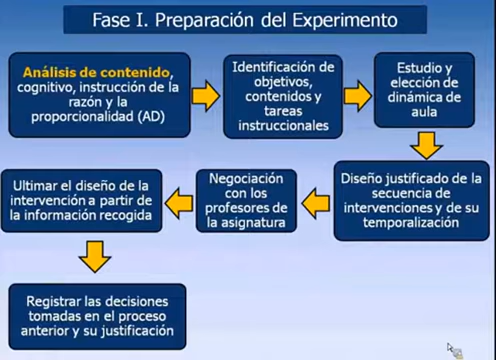 Fase I. Preparación del Experimento
Análisis de contenido,
cognitivo, instrucción de la
razón y la
proporcionalidad (AD)
Identificación de
objetivos,
contenidos y
tareas
instruccionales
Estudio y
elección de
dinámica de
aula
Diseño justificado de la
secuencia de
intervenciones y de su
temporalización
Negociación
con los
profesores de
la asignatura
Ultimar el diseño de la
intervención a partir de
la información recogida
Registrar las decisiones
tomadas en el proceso
anterior y su justificación